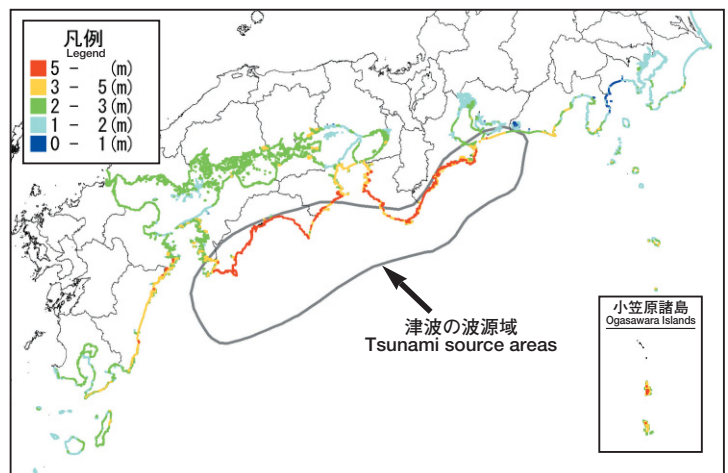 凡例
Legend
5 - (m)
3 - 5(m)
2 - 3(m)
1 - 2(m)
0 - 1(m)
津波の波源域
Tsunami source areas
小笠原諸島
Ogasawara Islands